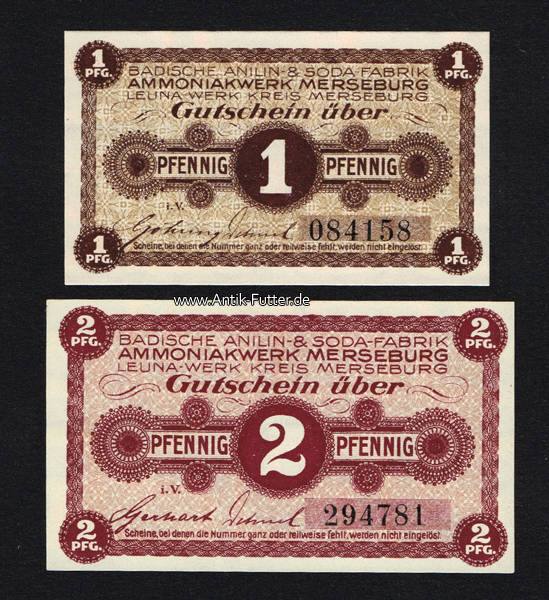 1 PFG. 1 PFG.
BADISCHE ANILIN-& SODA-FABRIK
AMMONIAKWERK MERSEBURG
LEUNA-WERK KREIS MERSEBURG
Gutschein über
PFENNIG 1 PFENNIG
i.V.
084158
Scheine, bei denen die Nummer ganz oder teilweise fehlt, werden nicht eingelöst.
1 PFG. 1 PFG.
www.Antik-Futter.de
2 PFG. 2 PFG.
BADISCHE ANILIN-& SODA-FABRIK
AMMONIAKWERK MERSEBURG
LEUNA-WERK KREIS MERSEBURG
Gutschein über
PFENNIG 2 PFENNIG
i.V.
294781
Scheine, bei denen die Nummer ganz oder teilweise fehlt, werden nicht eingelöst.
2 PFG. 2 PFG.